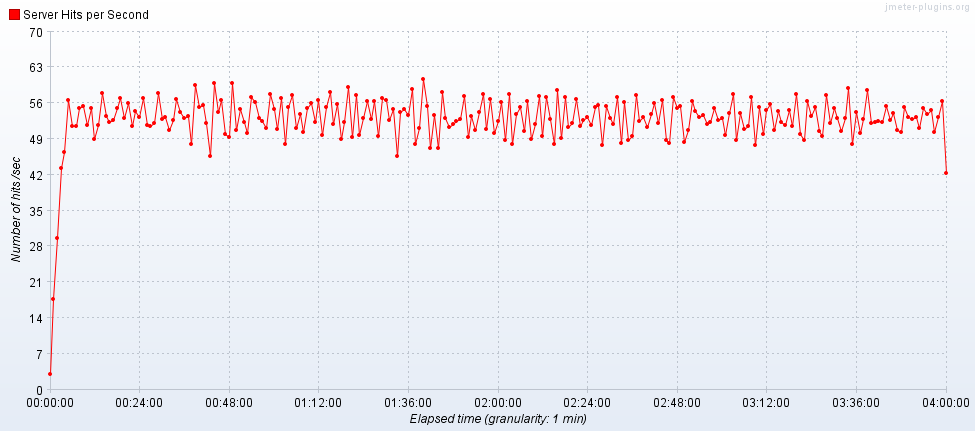 jmeter-plugins.org
Server Hits per Second
70
63
56
49
42
35
28
21
14
7
0
Number of hits /sec
00:00:00 00:24:00 00:48:00 01:12:00 01:36:00 02:00:00 02:24:00 02:48:00 03:12:00 03:36:00 04:00:00
Elapsed time (granularity: 1 min)